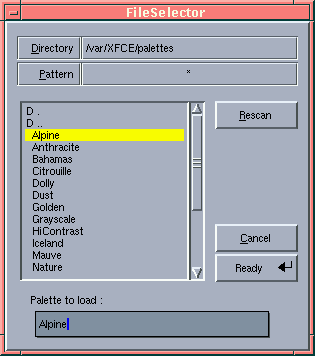 FileSelector
Directory /var/XFCE/palettes
Pattern *
D .
D ..
Alpine
Anthracite
Bahamas
Citrouille
Dolly
Dust
Golden
Grayscale
HiContrast
Iceland
Mauve
Nature
Rescan
Cancel
Ready
Palette to load :
Alpine